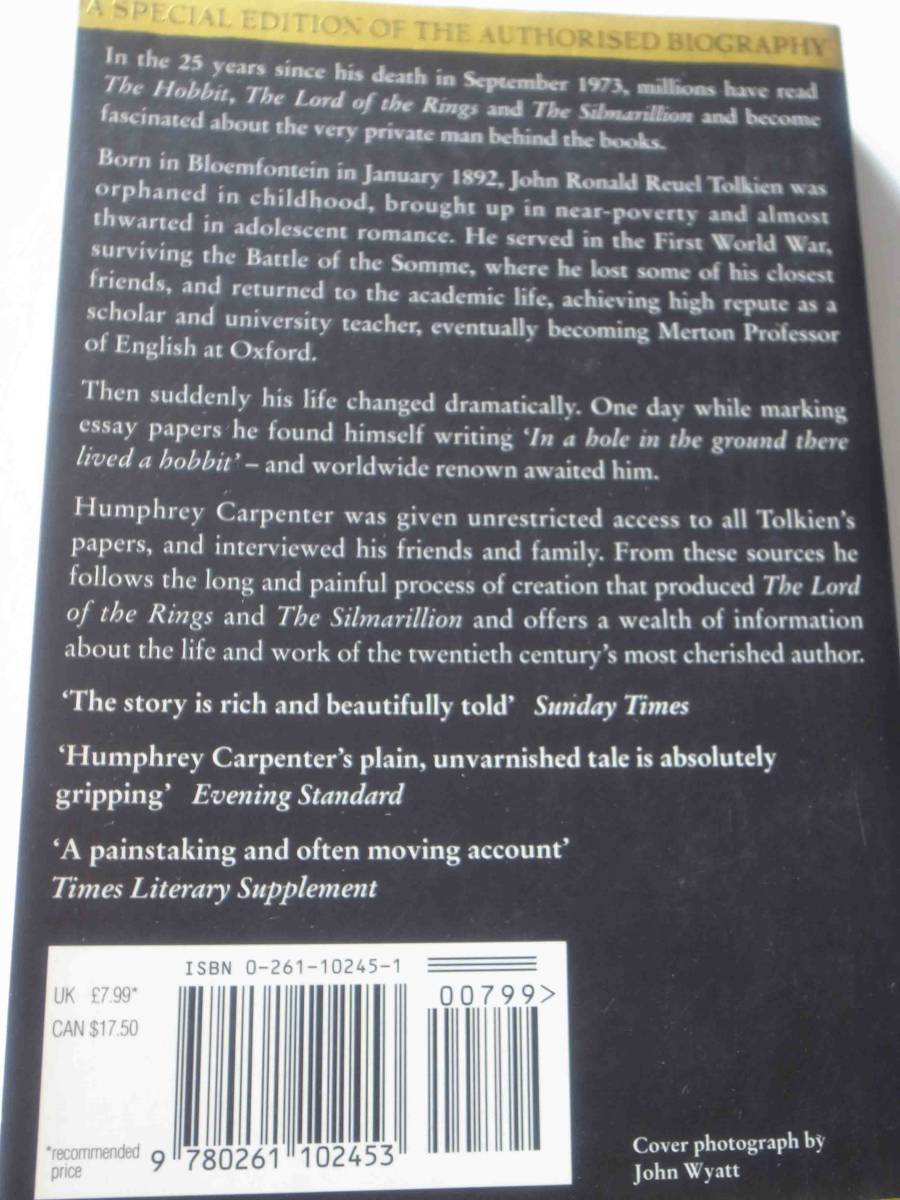 A SPECIAL EDITION OF THE AUTHORISED BIOGRAPHY
In the 25 years since his death in September 1973, millions have read
The Hobbit, The Lord of the Rings and The Silmarillion and become
fascinated about the very private man behind the books.
Born in Bloemfontein in January 1892, John Ronald Reuel Tolkien was
orphaned in childhood, brought up in near-poverty and almost
thwarted in adolescent romance. He served in the First World War,
surviving the Battle of the Somme, where he lost some of his closest
friends, and returned to the academic life, achieving high repute as a
scholar and university teacher, eventually becoming Merton Professor
of English at Oxford.
Then suddenly his life changed dramatically. One day while marking
essay papers he found himself writing ‘In a hole in the ground there
lived a hobbit’ – and worldwide renown awaited him.
Humphrey Carpenter was given unrestricted access to all Tolkien’s
papers, and interviewed his friends and family. From these sources he
follows the long and painful process of creation that produced The Lord
of the Rings and The Silmarillion and offers a wealth of information
about the life and work of the twentieth century’s most cherished author.
‘The story is rich and beautifully told’ Sunday Times
‘Humphrey Carpenter’s plain, unvarnished tale is absolutely
gripping’ Evening Standard
‘A painstaking and often moving account’
Times Literary Supplement
ISBN 0-261-10245-1
UK £7.99*
CAN $17.50
00799>
*recommended
price
9 780261 102453
Cover photograph by
John Wyatt